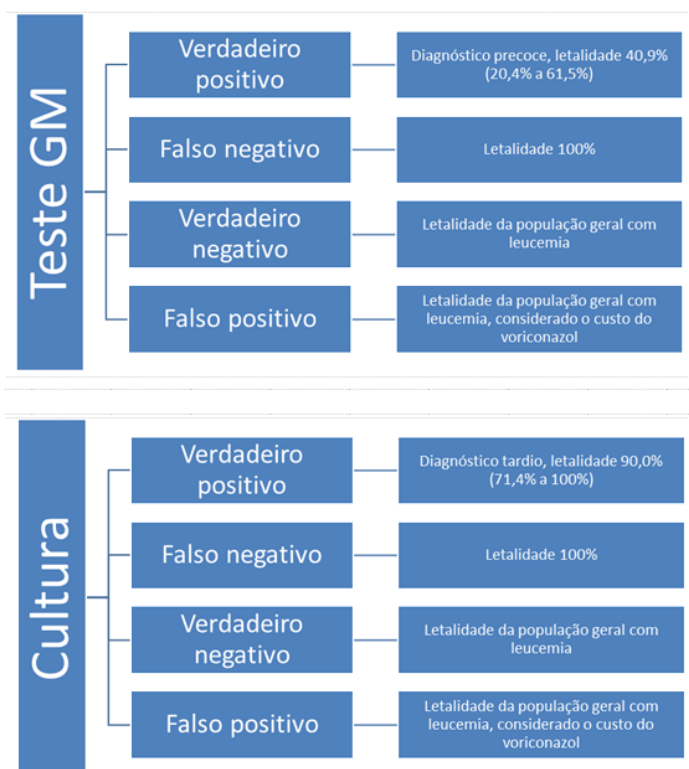 Teste GM
Verdadeiro
positivo
Diagnóstico precoce, letalidade 40,9%
(20,4% a 61,5%)
Falso negativo
Letalidade 100%
Verdadeiro
negativo
Letalidade da população geral com
leucemia
Falso positivo
Letalidade da população geral com
leucemia, considerado o custo do
voriconazol
Cultura
Verdadeiro
positivo
Diagnóstico tardio, letalidade 90,0%
(71,4% a 100%)
Falso negativo
Letalidade 100%
Verdadeiro
negativo
Letalidade da população geral com
leucemia
Falso positivo
Letalidade da população geral com
leucemia, considerado o custo do
voriconazol